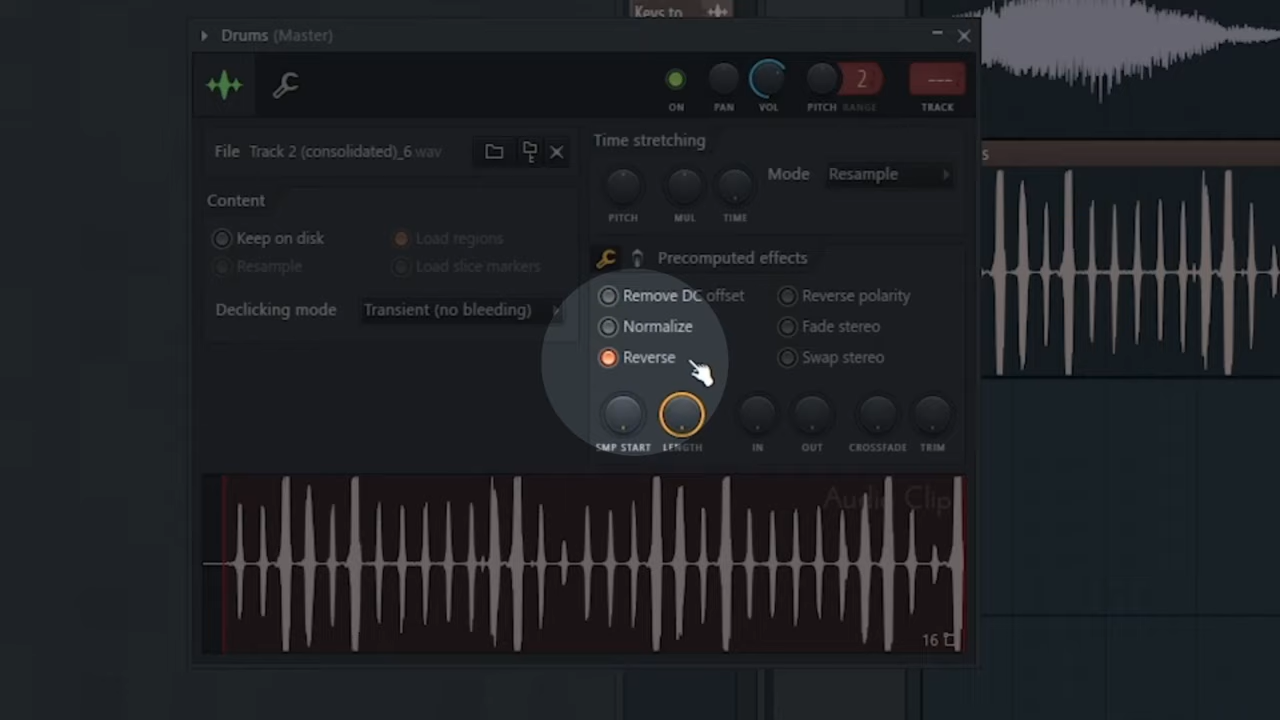 Keys to
Drums (Master)
2
---
ON PAN VOL PITCH RANGE TRACK
File Track 2 (consolidated)_6.wav
Time stretching
Mode Resample
PITCH MUL TIME
Content
Keep on disk Load regions
Resample Load slice markers
Declicking mode Transient (no bleeding)
Precomputed effects
Remove DC offset Reverse polarity
Normalize Fade stereo
Reverse Swap stereo
SMP START LENGTH IN OUT CROSSFADE TRIM
Audio Clip
16
s